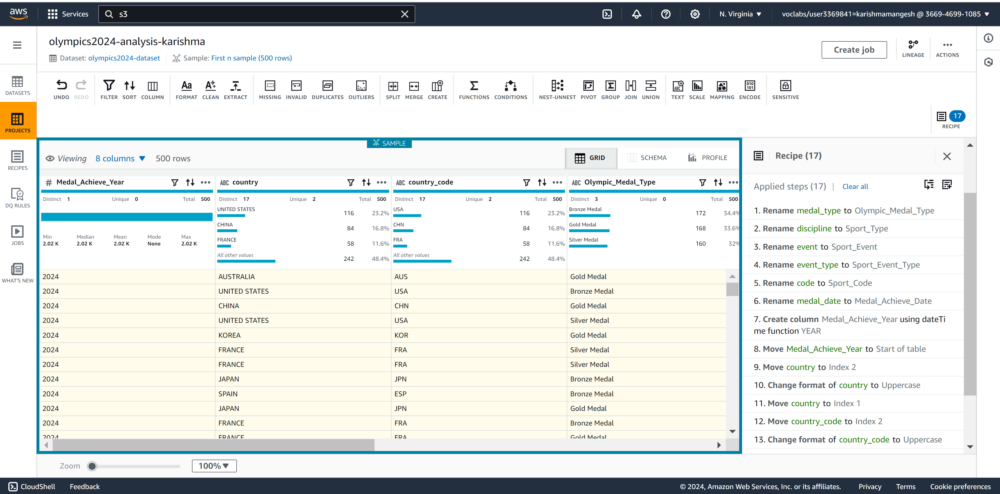 aws Services s3 N. Virginia ▼ voclabs/user3369841=karishmamangesh @ 3669-4699-1085 ▼
olympics2024-analysis-karishma
Dataset: olympics2024-dataset Sample: First n sample (500 rows)
Create job LINEAGE ACTIONS
UNDO REDO FILTER SORT COLUMN FORMAT CLEAN EXTRACT MISSING INVALID DUPLICATES OUTLIERS SPLIT MERGE CREATE FUNCTIONS CONDITIONS NEST-UNNEST PIVOT GROUP JOIN UNION TEXT SCALE MAPPING ENCODE SENSITIVE
17
RECIPE
DATASETS
PROJECTS
RECIPES
DQ RULES
JOBS
WHAT'S NEW
SAMPLE
Viewing 8 columns ▼ 500 rows GRID SCHEMA PROFILE
# Medal_Achieve_Year ABC country ABC country_code ABC Olympic_Medal_Type
Distinct 1 Unique 0 Total 500 Distinct 17 Unique 2 Total 500 Distinct 17 Unique 2 Total 500 Distinct 3 Unique 0 Total 500
UNITED STATES 116 23.2% USA 116 23.2% Bronze Medal 172 34.4%
CHINA 84 16.8% CHN 84 16.8% Gold Medal 168 33.6%
Min Median Mean Mode Max
2.02 K 2.02 K 2.02 K None 2.02 K
FRANCE 58 11.6% FRA 58 11.6% Silver Medal 160 32%
All other values 242 48.4% All other values 242 48.4%
2024 AUSTRALIA AUS Gold Medal
2024 UNITED STATES USA Bronze Medal
2024 CHINA CHN Gold Medal
2024 UNITED STATES USA Silver Medal
2024 KOREA KOR Gold Medal
2024 FRANCE FRA Silver Medal
2024 FRANCE FRA Silver Medal
2024 JAPAN JPN Bronze Medal
2024 SPAIN ESP Bronze Medal
2024 JAPAN JPN Gold Medal
2024 FRANCE FRA Bronze Medal
2024 FRANCE FRA Gold Medal
Recipe (17)
Applied steps (17) | Clear all
1. Rename medal_type to Olympic_Medal_Type
2. Rename discipline to Sport_Type
3. Rename event to Sport_Event
4. Rename event_type to Sport_Event_Type
5. Rename code to Sport_Code
6. Rename medal_date to Medal_Achieve_Date
7. Create column Medal_Achieve_Year using dateTi
me function YEAR
8. Move Medal_Achieve_Year to Start of table
9. Move country to Index 2
10. Change format of country to Uppercase
11. Move country to Index 1
12. Move country_code to Index 2
13. Change format of country_code to Uppercase
Zoom 100% ▼
CloudShell Feedback © 2024, Amazon Web Services, Inc. or its affiliates. Privacy Terms Cookie preferences